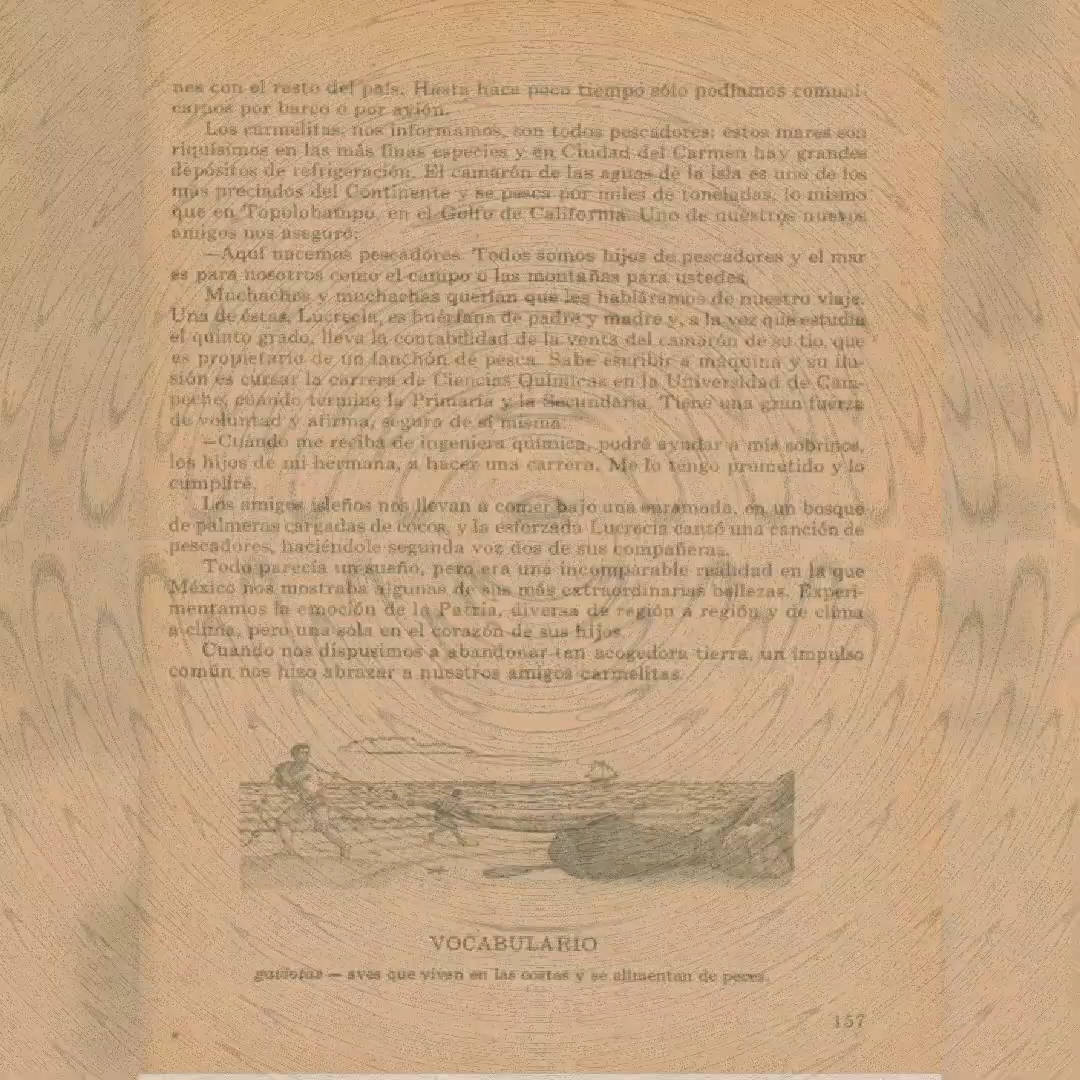 nes con el resto del país. Hasta hace poco tiempo sólo podíamos comuni-
carnos por barco o por avión.
Los carmelitas, nos informamos, son todos pescadores; estos mares son
riquísimos en las más finas especies y en Ciudad del Carmen hay grandes
depósitos de refrigeración. El camarón de las aguas de la isla es uno de los
más preciados del Continente y se pesca por miles de toneladas, lo mismo
que en Topolobampo, en el Golfo de California. Uno de nuestros nuevos
amigos nos aseguró:
—Aquí nacemos pescadores. Todos somos hijos de pescadores y el mar
es para nosotros como el campo o las montañas para ustedes.
Muchachos y muchachas querían que les habláramos de nuestro viaje.
Una de éstas, Lucrecia, es huérfana de padre y madre y, a la vez que estudia
el quinto grado, lleva la contabilidad de la venta del camarón de su tío, que
es propietario de un lanchón de pesca. Sabe escribir a máquina y su ilu-
sión es cursar la carrera de Ciencias Químicas en la Universidad de Cam-
peche, cuando termine la Primaria y la Secundaria. Tiene una gran fuerza
de voluntad y afirma, segura de sí misma:
—Cuando me reciba de ingeniera química, podré ayudar a mis sobrinos,
los hijos de mi hermana, a hacer una carrera. Me lo tengo prometido y lo
cumpliré.
Los amigos isleños nos llevan a comer bajo una enramada, en un bosque
de palmeras cargadas de cocos, y la esforzada Lucrecia cantó una canción de
pescadores, haciéndole segunda voz dos de sus compañeras.
Todo parecía un sueño, pero era una incomparable realidad en la que
México nos mostraba algunas de sus más extraordinarias bellezas. Experi-
mentamos la emoción de la Patria, diversa de región a región y de clima
a clima, pero una sola en el corazón de sus hijos.
Cuando nos dispusimos a abandonar tan acogedora tierra, un impulso
común nos hizo abrazar a nuestros amigos carmelitas.
VOCABULARIO
gaviotas — aves que viven en las costas y se alimentan de peces.
157